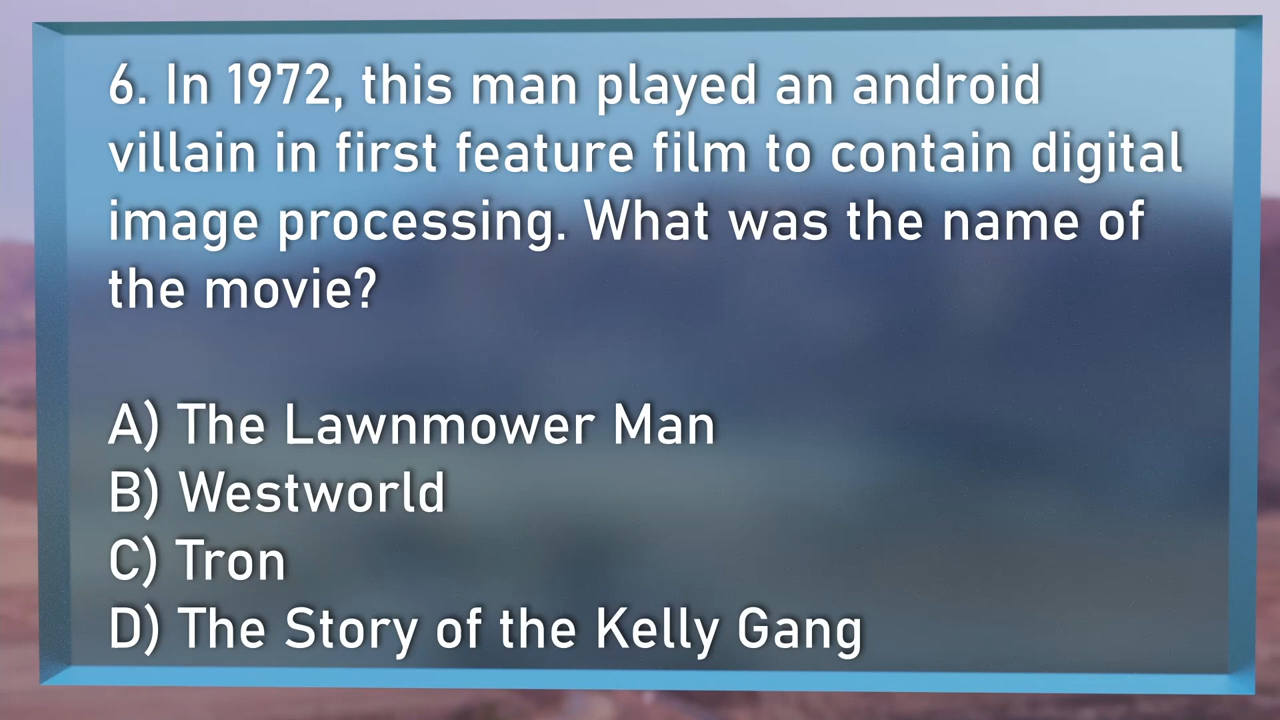 6. In 1972, this man played an android
villain in first feature film to contain digital
image processing. What was the name of
the movie?
A) The Lawnmower Man
B) Westworld
C) Tron
D) The Story of the Kelly Gang